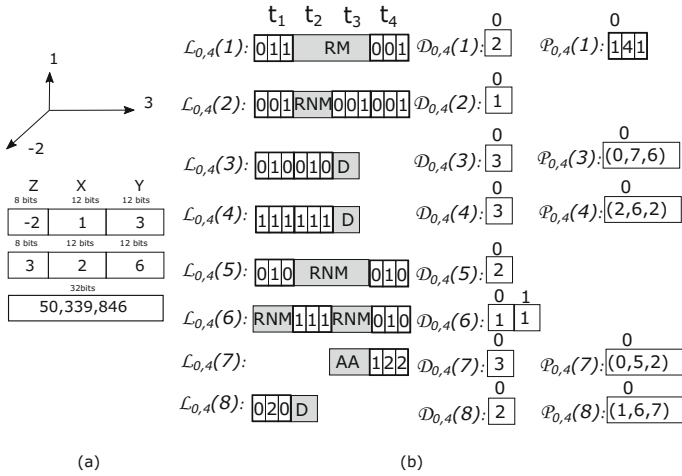 t1 t2 t3 t4
0 0
ℒ0,4(1): 0 1 1 RM 0 0 1 𝒟0,4(1): 2 𝒫0,4(1): 1 4 1
1
3
-2
0
ℒ0,4(2): 0 0 1 RNM 0 0 1 0 0 1 𝒟0,4(2): 1
0 0
ℒ0,4(3): 0 1 0 0 1 0 D 𝒟0,4(3): 3 𝒫0,4(3): (0,7,6)
Z X Y
8 bits 12 bits 12 bits
-2 1 3
0 0
ℒ0,4(4): 1 1 1 1 1 1 D 𝒟0,4(4): 3 𝒫0,4(4): (2,6,2)
8 bits 12 bits 12 bits
3 2 6
0
ℒ0,4(5): 0 1 0 RNM 0 1 0 𝒟0,4(5): 2
32bits
50,339,846
0 1
ℒ0,4(6): RNM 1 1 1 RNM 0 1 0 𝒟0,4(6): 1 1
0 0
ℒ0,4(7): AA 1 2 2 𝒟0,4(7): 3 𝒫0,4(7): (0,5,2)
0 0
ℒ0,4(8): 0 2 0 D 𝒟0,4(8): 2 𝒫0,4(8): (1,6,7)
(a) (b)